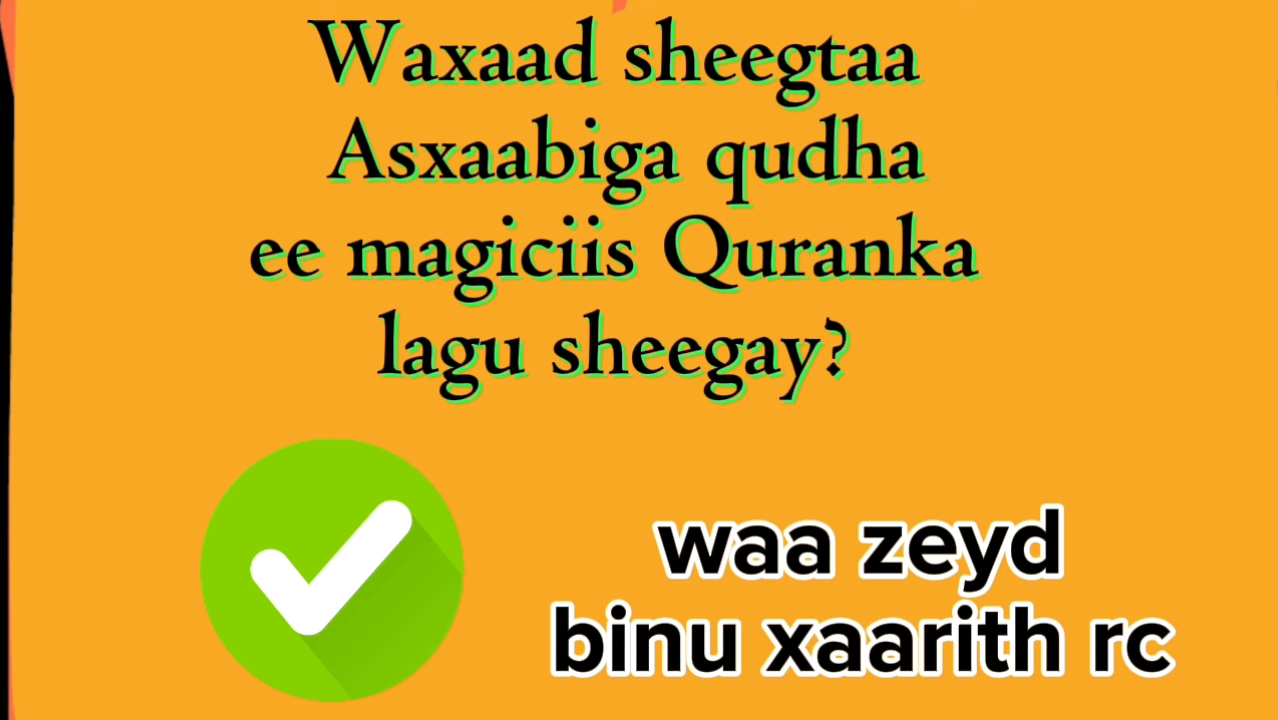 Waxaad sheegtaa
Asxaabiga qudha
ee magiciis Quranka
lagu sheegay?
waa zeyd
binu xaarith rc